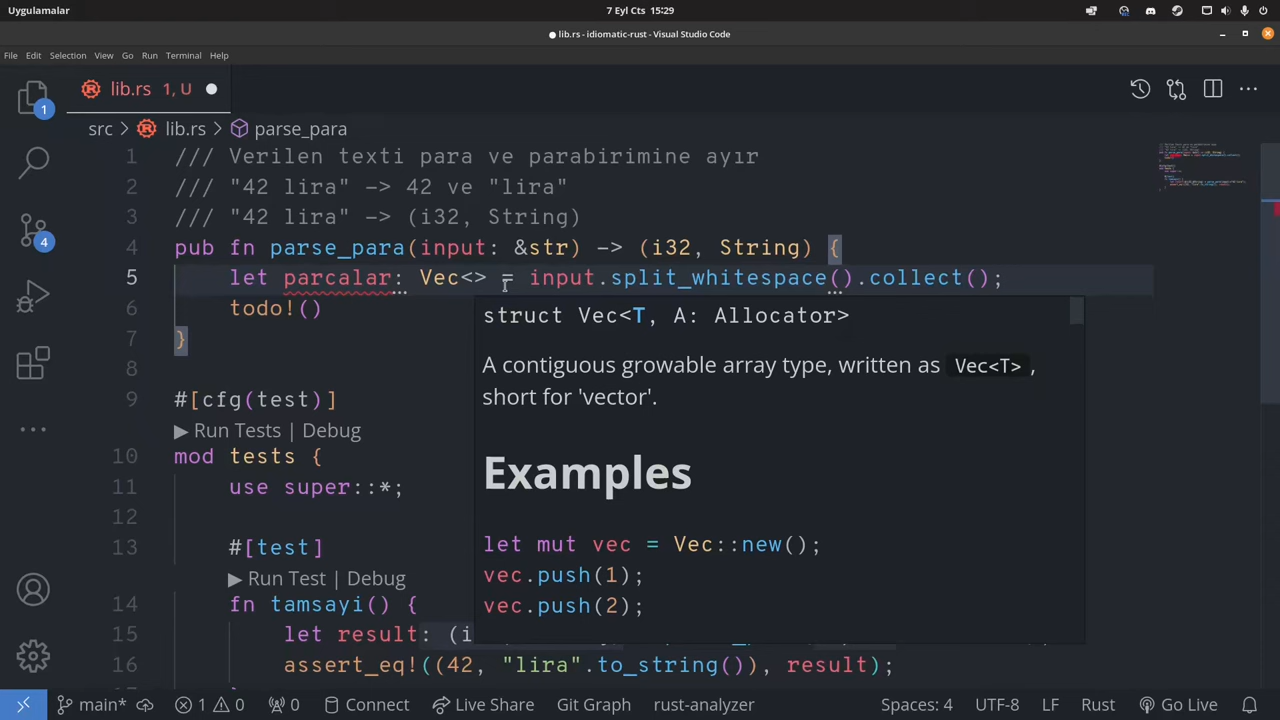 Uygulamalar
7 Eyl Cts 15:29
● lib.rs - idiomatic-rust - Visual Studio Code
File Edit Selection View Go Run Terminal Help
1
lib.rs 1, U ●
src > lib.rs > parse_para
1 /// Verilen texti para ve parabirimine ayır
2 /// "42 lira" -> 42 ve "lira"
3 /// "42 lira" -> (i32, String)
4 pub fn parse_para(input: &str) -> (i32, String) {
5 let parcalar: Vec<> = input.split_whitespace().collect();
6 todo!()
7 }
8
9 #[cfg(test)]
▶ Run Tests | Debug
10 mod tests {
11 use super::*;
12
13 #[test]
▶ Run Test | Debug
14 fn tamsayi() {
15 let result: (i
16 assert_eq!((42, "lira".to_string()), result);
struct Vec<T, A: Allocator>
A contiguous growable array type, written as Vec<T>,
short for 'vector'.
Examples
let mut vec = Vec::new();
vec.push(1);
vec.push(2);
4
main* 1 0 0 Connect Live Share Git Graph rust-analyzer Spaces: 4 UTF-8 LF Rust Go Live